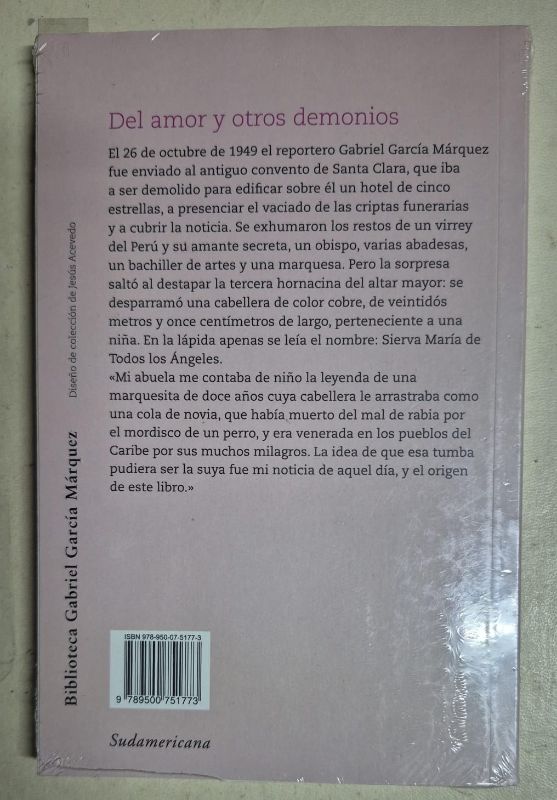 Del amor y otros demonios
El 26 de octubre de 1949 el reportero Gabriel García Márquez
fue enviado al antiguo convento de Santa Clara, que iba
a ser demolido para edificar sobre él un hotel de cinco
estrellas, a presenciar el vaciado de las criptas funerarias
y a cubrir la noticia. Se exhumaron los restos de un virrey
del Perú y su amante secreta, un obispo, varias abadesas,
un bachiller de artes y una marquesa. Pero la sorpresa
saltó al destapar la tercera hornacina del altar mayor: se
desparramó una cabellera de color cobre, de veintidós
metros y once centímetros de largo, perteneciente a una
niña. En la lápida apenas se leía el nombre: Sierva María de
Todos los Ángeles.
«Mi abuela me contaba de niño la leyenda de una
marquesita de doce años cuya cabellera le arrastraba como
una cola de novia, que había muerto del mal de rabia por
el mordisco de un perro, y era venerada en los pueblos del
Caribe por sus muchos milagros. La idea de que esa tumba
pudiera ser la suya fue mi noticia de aquel día, y el origen
de este libro.»
Biblioteca Gabriel García Márquez
Diseño de colección de Jesús Acevedo
ISBN 978-950-07-5177-3
9 789500 751773
Sudamericana